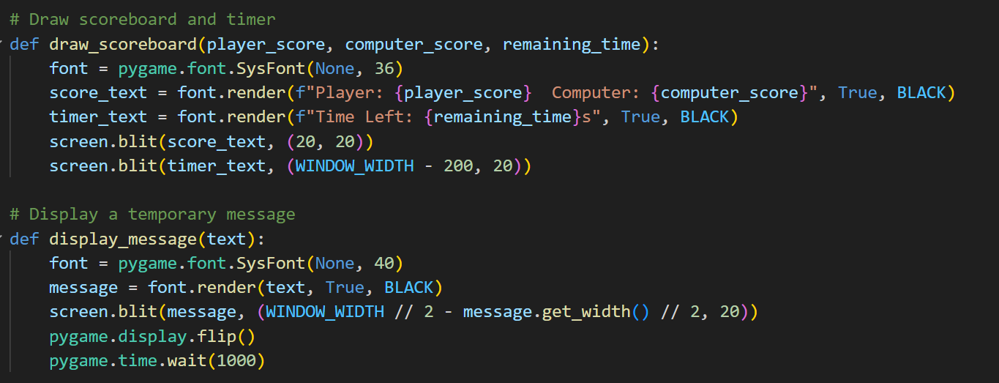 # Draw scoreboard and timer
def draw_scoreboard(player_score, computer_score, remaining_time):
    font = pygame.font.SysFont(None, 36)
    score_text = font.render(f"Player: {player_score}  Computer: {computer_score}", True, BLACK)
    timer_text = font.render(f"Time Left: {remaining_time}s", True, BLACK)
    screen.blit(score_text, (20, 20))
    screen.blit(timer_text, (WINDOW_WIDTH - 200, 20))

# Display a temporary message
def display_message(text):
    font = pygame.font.SysFont(None, 40)
    message = font.render(text, True, BLACK)
    screen.blit(message, (WINDOW_WIDTH // 2 - message.get_width() // 2, 20))
    pygame.display.flip()
    pygame.time.wait(1000)